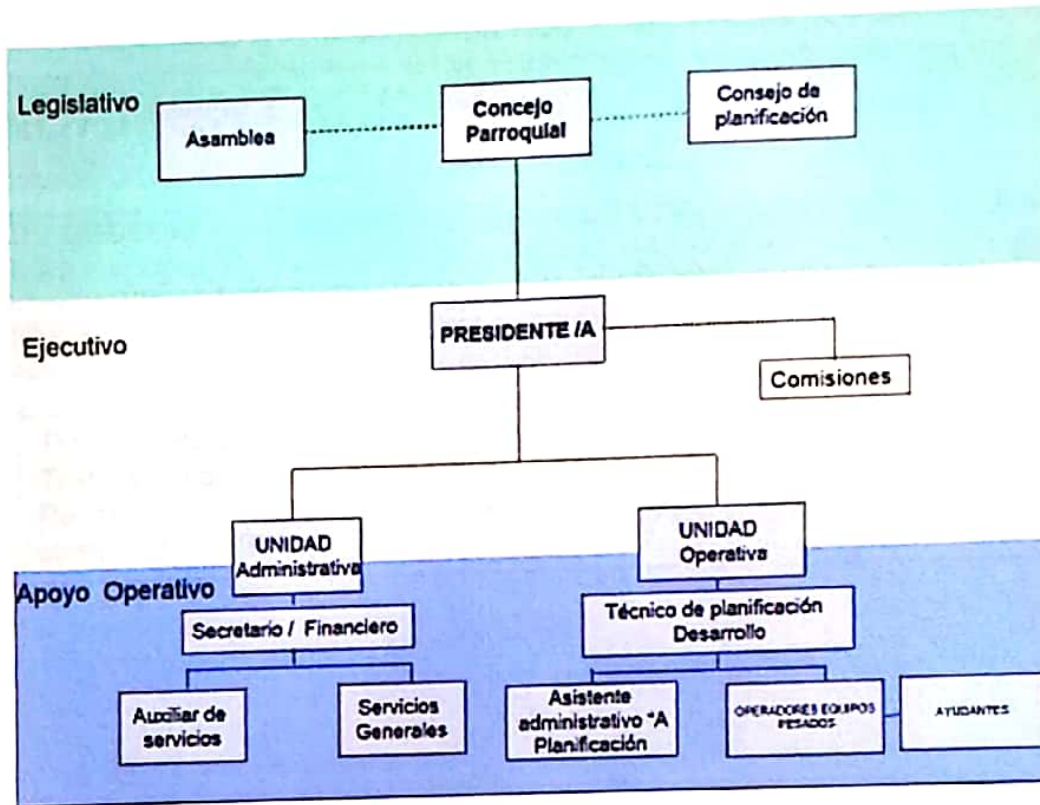 Legislativo
Asamblea
Concejo
Parroquial
Consejo de
planificación
Ejecutivo
PRESIDENTE /A
Comisiones
UNIDAD
Administrativa
UNIDAD
Operativa
Apoyo Operativo
Secretario / Financiero
Técnico de planificación
Desarrollo
Auxiliar de
servicios
Servicios
Generales
Asistente
administrativo "A
Planificación
OPERADORES EQUIPOS
PESADOS
AYUDANTES